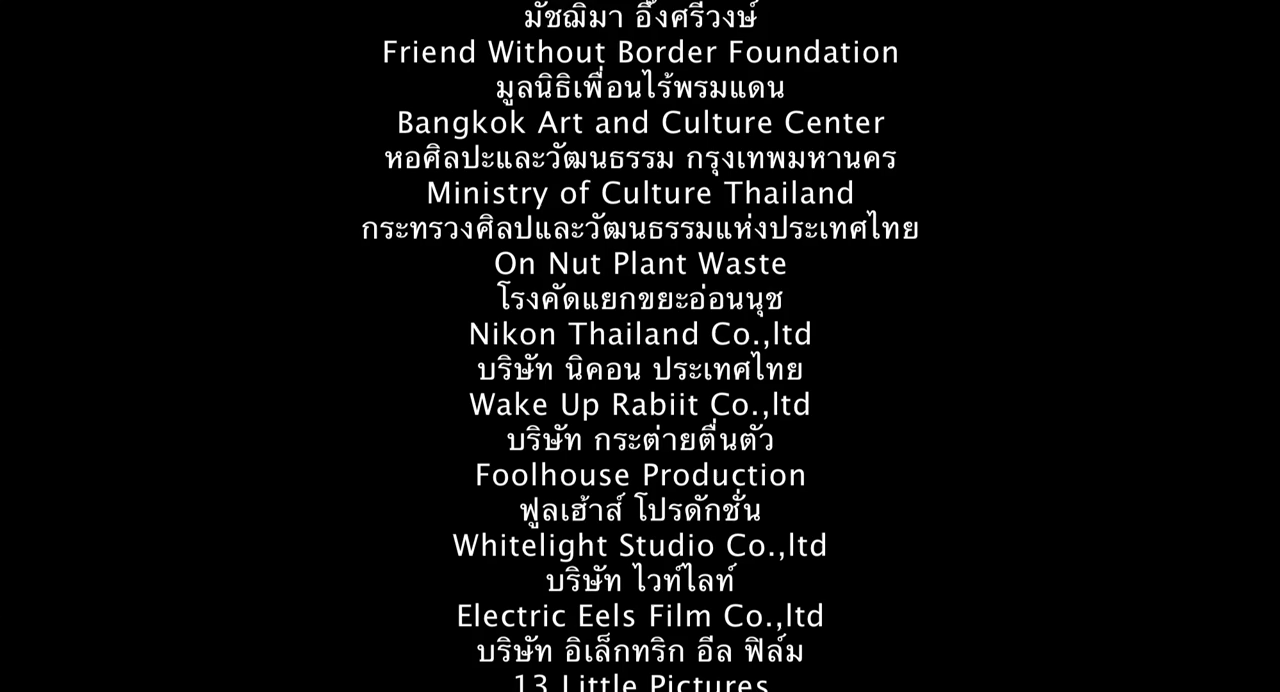 มัชฌิมา อึ๊งศรีวงษ์
Friend Without Border Foundation
มูลนิธิเพื่อนไร้พรมแดน
Bangkok Art and Culture Center
หอศิลปะและวัฒนธรรม กรุงเทพมหานคร
Ministry of Culture Thailand
กระทรวงศิลปและวัฒนธรรมแห่งประเทศไทย
On Nut Plant Waste
โรงคัดแยกขยะอ่อนนุช
Nikon Thailand Co.,ltd
บริษัท นิคอน ประเทศไทย
Wake Up Rabiit Co.,ltd
บริษัท กระต่ายตื่นตัว
Foolhouse Production
ฟูลเฮ้าส์ โปรดักชั่น
Whitelight Studio Co.,ltd
บริษัท ไวท์ไลท์
Electric Eels Film Co.,ltd
บริษัท อิเล็กทริก อีล ฟิล์ม
13 Little Pictures